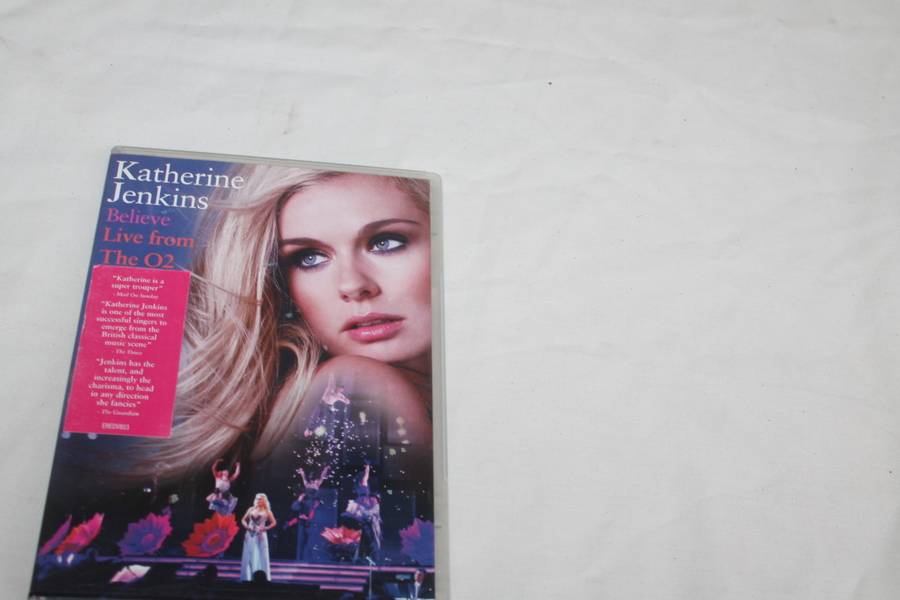 Katherine
Jenkins
Believe
Live from
The O2
"Katherine is a
super trouper"
- Mail On Sunday
"Katherine Jenkins
is one of the most
successful singers to
emerge from the
British classical
music scene"
- The Times
"Jenkins has the
talent, and
increasingly the
charisma, to head
in any direction
she fancies"
- The Guardian
EREDV803